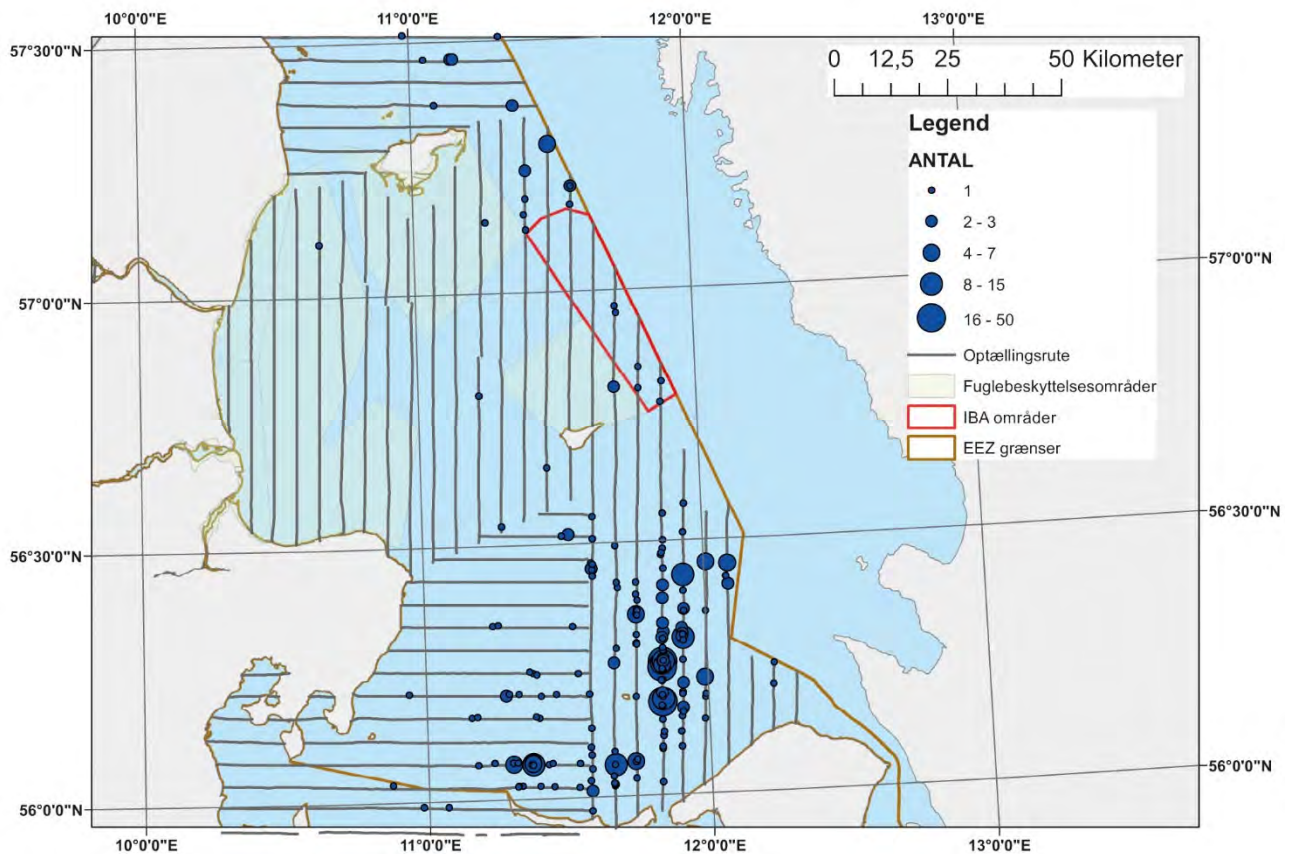 10°0'0"E 11°0'0"E 12°0'0"E 13°0'0"E
57°30'0"N
0 12,5 25 50 Kilometer
Legend
ANTAL
1
2 - 3
4 - 7
8 - 15
16 - 50
Optællingsrute
Fuglebeskyttelsesområder
IBA områder
EEZ grænser
57°0'0"N
57°0'0"N
56°30'0"N
56°30'0"N
56°0'0"N
56°0'0"N
10°0'0"E 11°0'0"E 12°0'0"E 13°0'0"E